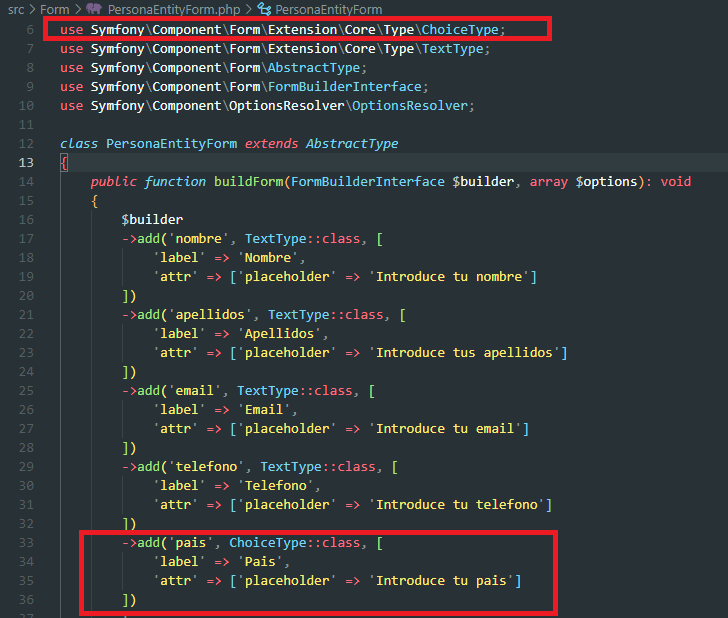 src > Form > PersonaEntityForm.php > PersonaEntityForm
6 use Symfony\Component\Form\Extension\Core\Type\ChoiceType;
7 use Symfony\Component\Form\Extension\Core\Type\TextType;
8 use Symfony\Component\Form\AbstractType;
9 use Symfony\Component\Form\FormBuilderInterface;
10 use Symfony\Component\OptionsResolver\OptionsResolver;
11
12 class PersonaEntityForm extends AbstractType
13 {
14 public function buildForm(FormBuilderInterface $builder, array $options): void
15 {
16 $builder
17 ->add('nombre', TextType::class, [
18 'label' => 'Nombre',
19 'attr' => ['placeholder' => 'Introduce tu nombre']
20 ])
21 ->add('apellidos', TextType::class, [
22 'label' => 'Apellidos',
23 'attr' => ['placeholder' => 'Introduce tus apellidos']
24 ])
25 ->add('email', TextType::class, [
26 'label' => 'Email',
27 'attr' => ['placeholder' => 'Introduce tu email']
28 ])
29 ->add('telefono', TextType::class, [
30 'label' => 'Telefono',
31 'attr' => ['placeholder' => 'Introduce tu telefono']
32 ])
33 ->add('pais', ChoiceType::class, [
34 'label' => 'Pais',
35 'attr' => ['placeholder' => 'Introduce tu pais']
36 ])